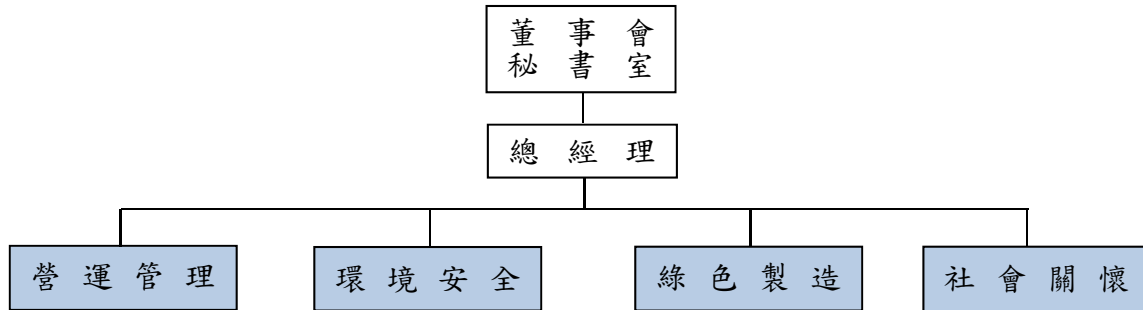 董事會
秘書室
總經理
營運管理
環境安全
綠色製造
社會關懷